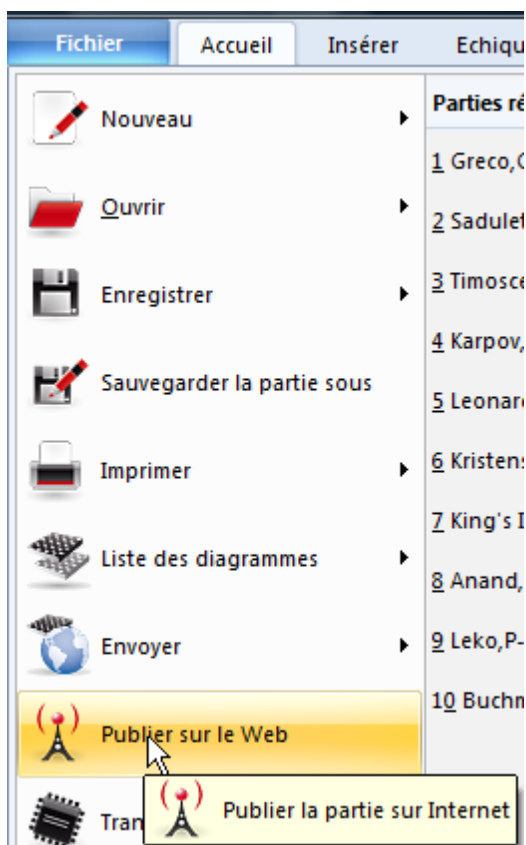 Fichier Accueil Insérer Echiqu
Nouveau
Ouvrir
Enregistrer
Sauvegarder la partie sous
Imprimer
Liste des diagrammes
Envoyer
Publier sur le Web
Publier la partie sur Internet
Tran
Parties ré
1 Greco,G
2 Sadulet
3 Timosce
4 Karpov,
5 Leonar
6 Kristens
7 King's I
8 Anand,
9 Leko,P-
10 Buchm